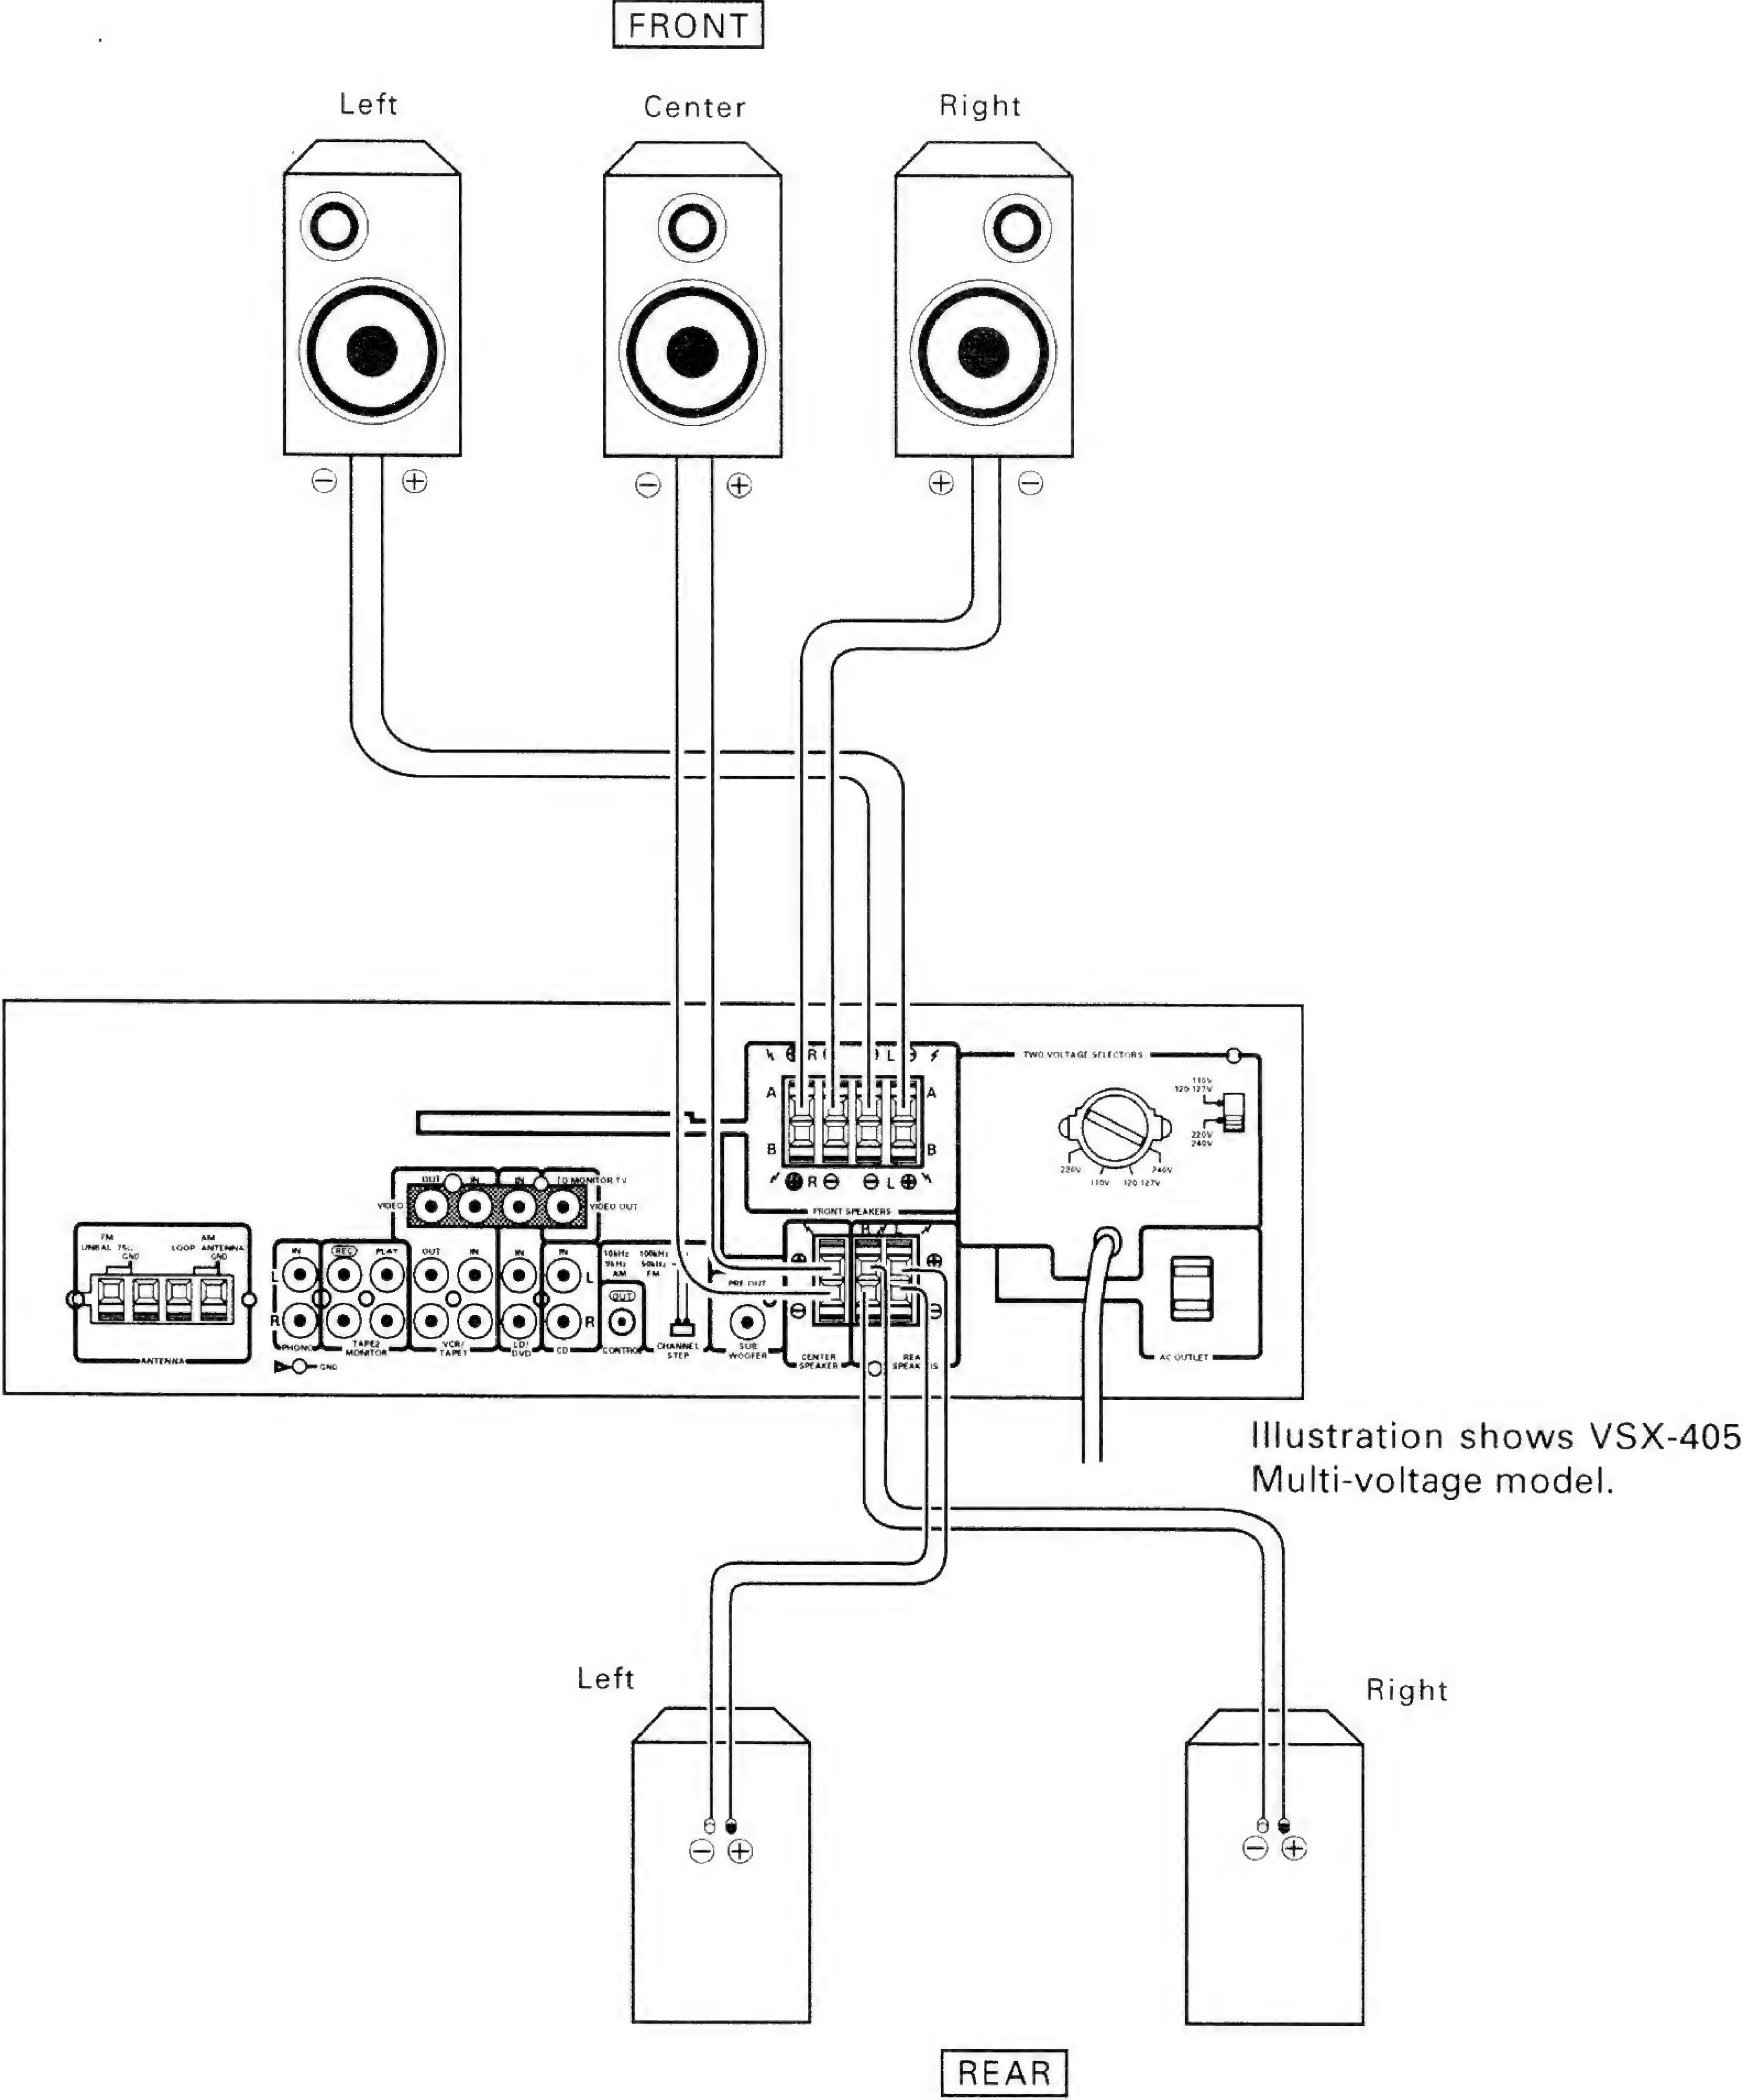 FRONT
Left
Center
Right
⊖ ⊕
⊖ ⊕
⊕ ⊖
R
L
A
A
B
B
⊕ R ⊖
⊖ L ⊕
FRONT SPEAKERS
TWO VOLTAGE SELECTORS
110V
120-127V
220V
240V
220V
240V
110V
120-127V
OUT
IN
IN
TO MONITOR TV
VIDEO
VIDEO OUT
FM
UNBAL 75Ω
GND
AM
LOOP ANTENNA
GND
ANTENNA
IN
REC
PLAY
OUT
IN
IN
IN
L
L
R
R
PHONO
TAPE2
MONITOR
VCR/
TAPE1
LD/
DVD
CD
GND
10kHz
100kHz
9kHz
50kHz
AM
FM
OUT
CONTROL
CHANNEL
STEP
PRE OUT
SUB
WOOFER
R
L
⊕
⊕
⊖
⊖
CENTER
SPEAKER
AC OUTLET
Illustration shows VSX-405
Multi-voltage model.
Left
Right
⊖ ⊕
⊖ ⊕
REAR